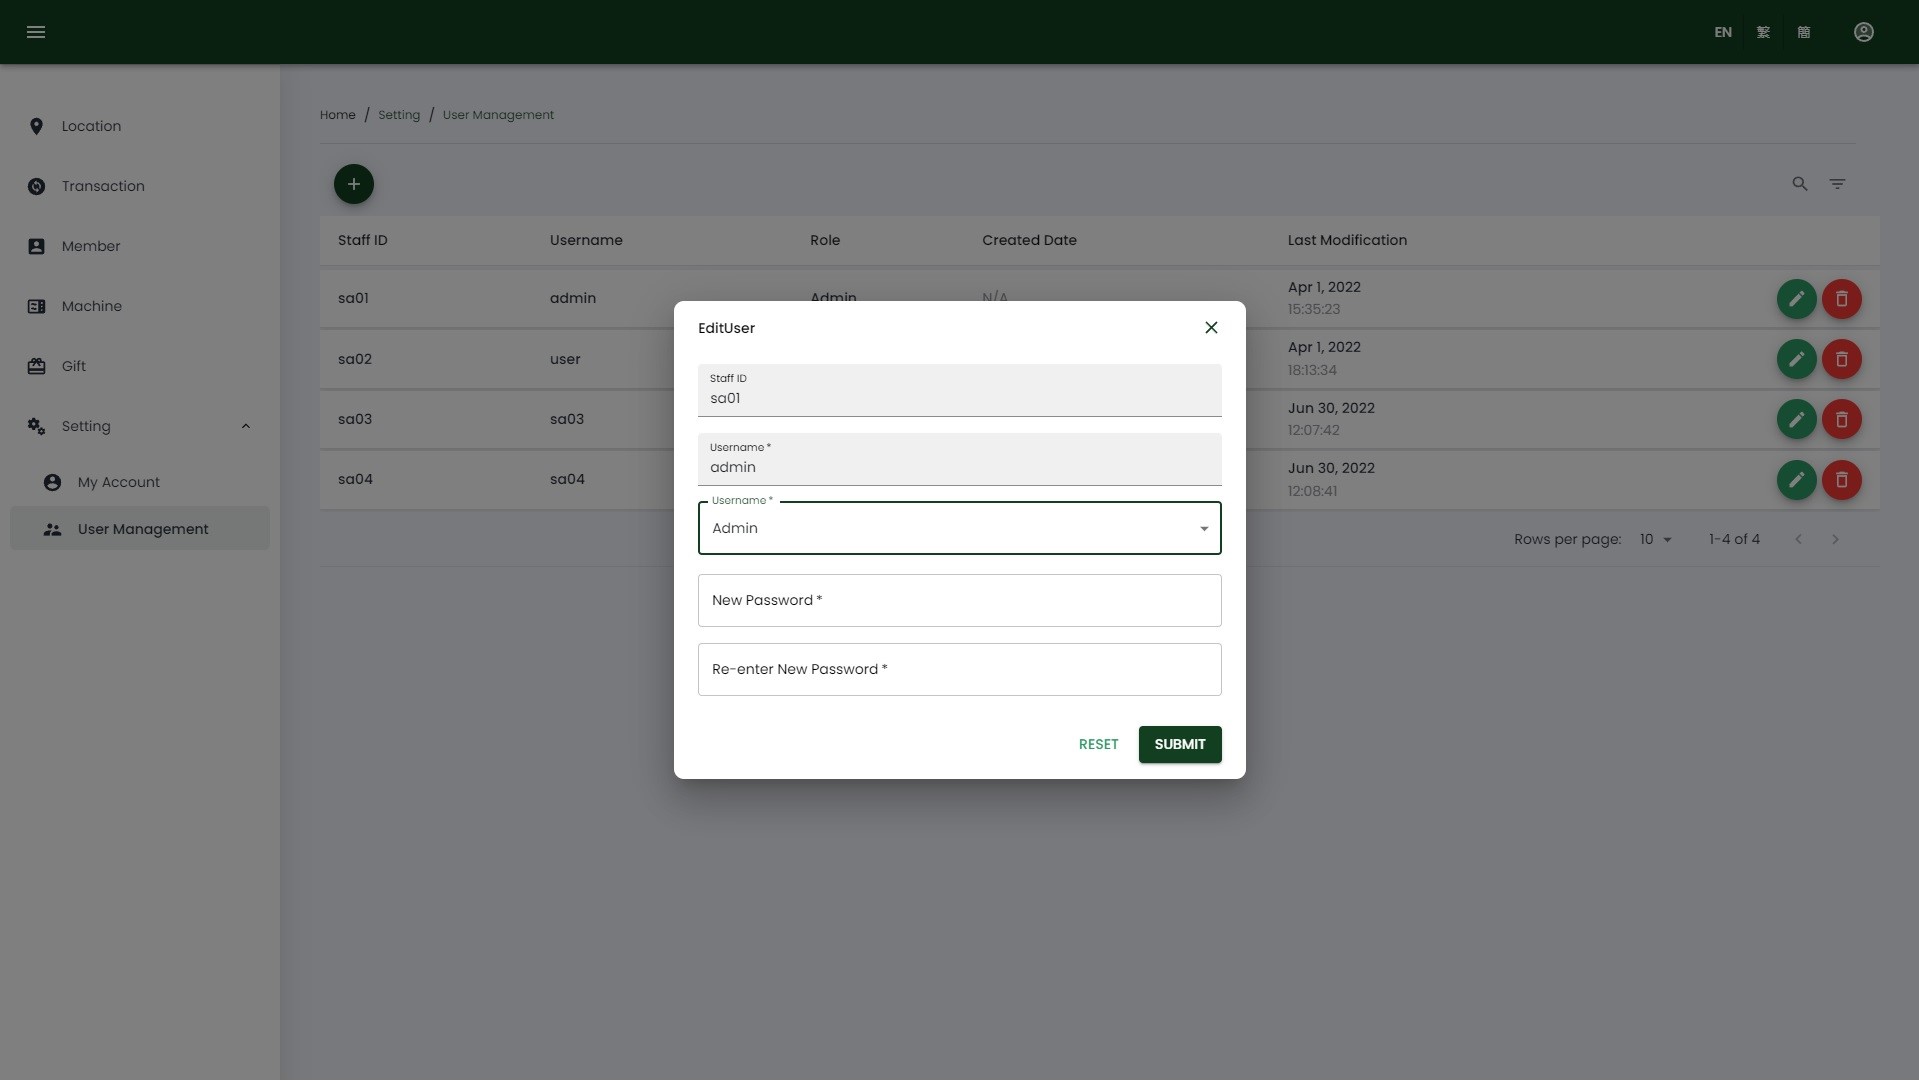 EN 繁 簡
Location
Transaction
Member
Machine
Gift
Setting
My Account
User Management
Home / Setting / User Management
Staff ID Username Role Created Date Last Modification
sa01 admin Admin N/A Apr 1, 2022
15:35:23
sa02 user Apr 1, 2022
18:13:34
sa03 sa03 Jun 30, 2022
12:07:42
sa04 sa04 Jun 30, 2022
12:08:41
Rows per page: 10 1-4 of 4
EditUser
Staff ID
sa01
Username *
admin
Username *
Admin
New Password *
Re-enter New Password *
RESET SUBMIT